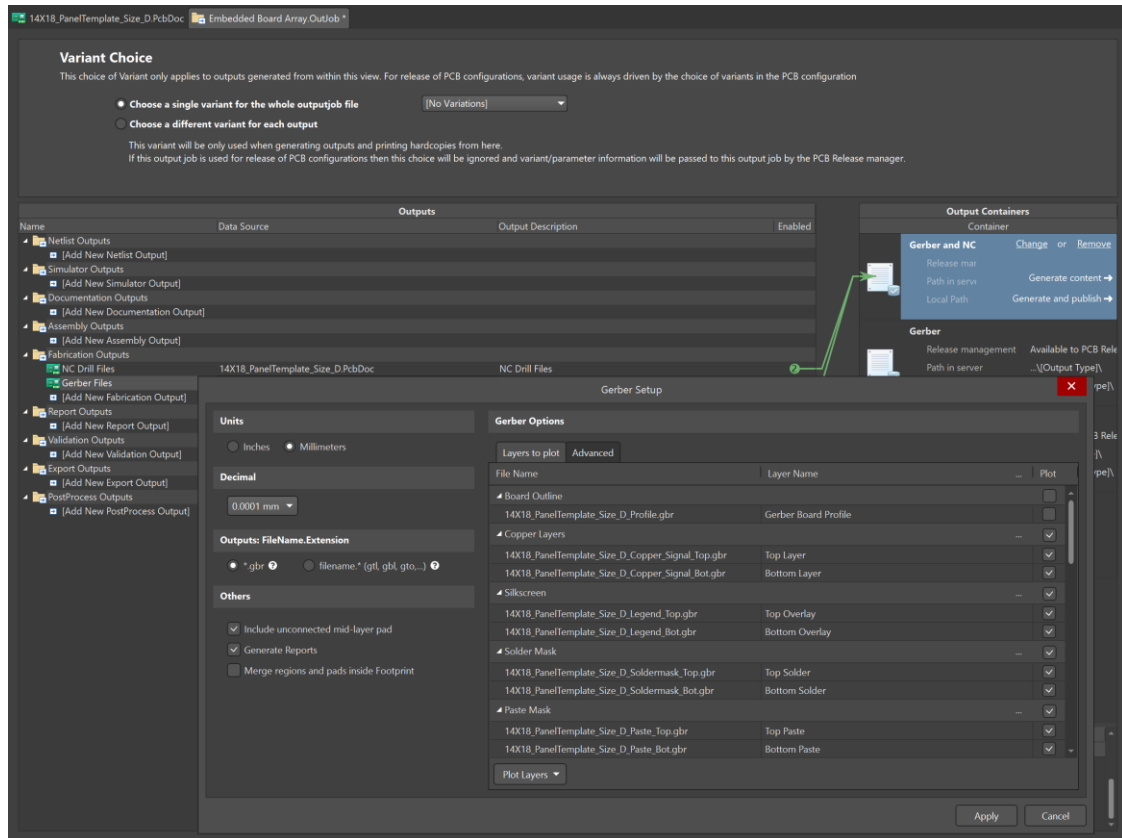 14X18_PanelTemplate_Size_D.PcbDoc Embedded Board Array.OutJob *
Variant Choice
This choice of Variant only applies to outputs generated from within this view. For release of PCB configurations, variant usage is always driven by the choice of variants in the PCB configuration
Choose a single variant for the whole outputjob file [No Variations]
Choose a different variant for each output
This variant will be only used when generating outputs and printing hardcopies from here.
If this output job is used for release of PCB configurations then this choice will be ignored and variant/parameter information will be passed to this output job by the PCB Release manager.
Outputs
Name Data Source Output Description Enabled
Netlist Outputs
[Add New Netlist Output]
Simulator Outputs
[Add New Simulator Output]
Documentation Outputs
[Add New Documentation Output]
Assembly Outputs
[Add New Assembly Output]
Fabrication Outputs
NC Drill Files 14X18_PanelTemplate_Size_D.PcbDoc NC Drill Files 2
Gerber Files
[Add New Fabrication Output]
Report Outputs
[Add New Report Output]
Validation Outputs
[Add New Validation Output]
Export Outputs
[Add New Export Output]
PostProcess Outputs
[Add New PostProcess Output]
Output Containers
Container
Gerber and NC Change or Remove
Release mar
Path in serve Generate content
Local Path Generate and publish
Gerber
Release management Available to PCB Rele
Path in server ...\[Output Type]\
Gerber Setup
Units
Inches Millimeters
Decimal
0.0001 mm
Outputs: FileName.Extension
*.gbr ? filename.* (gtl, gbl, gto,...) ?
Others
Include unconnected mid-layer pad
Generate Reports
Merge regions and pads inside Footprint
Gerber Options
Layers to plot Advanced
File Name Layer Name ... Plot
Board Outline
14X18_PanelTemplate_Size_D_Profile.gbr Gerber Board Profile
Copper Layers ...
14X18_PanelTemplate_Size_D_Copper_Signal_Top.gbr Top Layer
14X18_PanelTemplate_Size_D_Copper_Signal_Bot.gbr Bottom Layer
Silkscreen ...
14X18_PanelTemplate_Size_D_Legend_Top.gbr Top Overlay
14X18_PanelTemplate_Size_D_Legend_Bot.gbr Bottom Overlay
Solder Mask ...
14X18_PanelTemplate_Size_D_Soldermask_Top.gbr Top Solder
14X18_PanelTemplate_Size_D_Soldermask_Bot.gbr Bottom Solder
Paste Mask ...
14X18_PanelTemplate_Size_D_Paste_Top.gbr Top Paste
14X18_PanelTemplate_Size_D_Paste_Bot.gbr Bottom Paste
Plot Layers
Apply Cancel